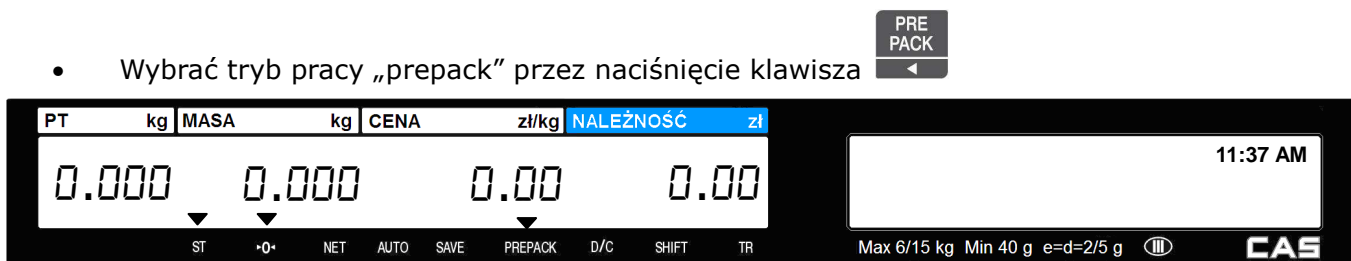 PRE
PACK
• Wybrać tryb pracy „prepack” przez naciśnięcie klawisza
PT kg MASA kg CENA zł/kg NALEŻNOŚĆ zł
0.000 0.000 0.00 0.00
11:37 AM
ST ▸0◂ NET AUTO SAVE PREPACK D/C SHIFT TR
Max 6/15 kg Min 40 g e=d=2/5 g III CAS